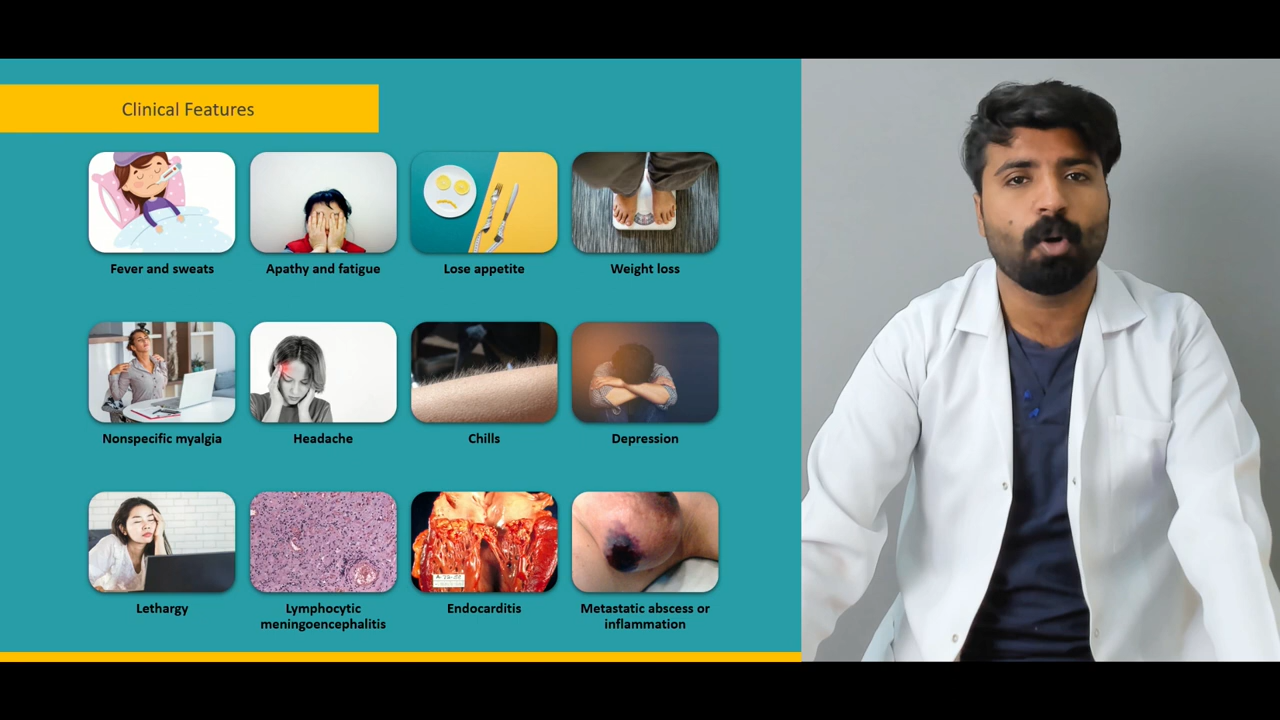 Clinical Features
Fever and sweats
Apathy and fatigue
Lose appetite
Weight loss
Nonspecific myalgia
Headache
Chills
Depression
Lethargy
Lymphocytic
meningoencephalitis
Endocarditis
Metastatic abscess or
inflammation